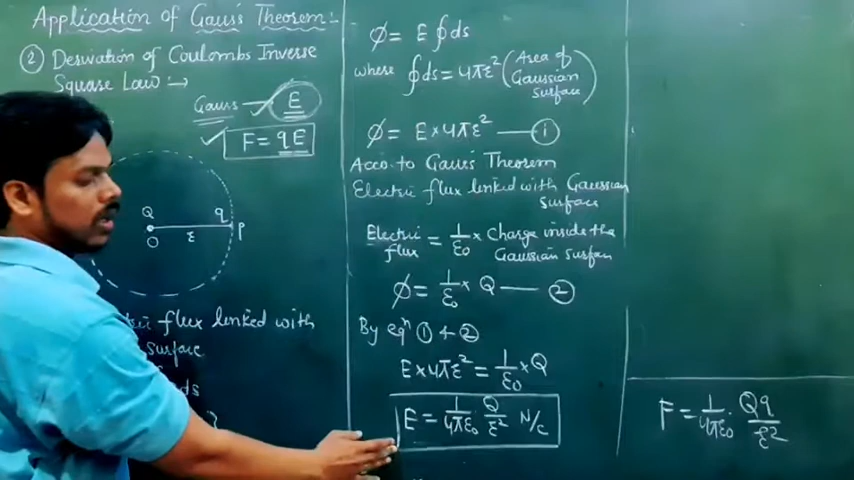 Application of Gauss Theorem:-
② Derivation of Coulombs Inverse
Square Law :→
Gauss → E
✓ F = qE
Q
q
O
r
P
flux linked with
ϕ = E∮ds
where ∮ds = 4πr² (Area of
Gaussian
Surface)
ϕ = E × 4πr² — ①
Acco. to Gauss Theorem
Electric flux linked with Gaussian
Surface
Electric flux = 1/ε₀ × Charge inside the
Gaussian Surface
ϕ = 1/ε₀ × Q — ②
By eqⁿ ① & ②
E × 4πr² = 1/ε₀ × Q
E = 1/4πε₀ Q/r² N/C
F = 1/4πε₀ · Qq/r²